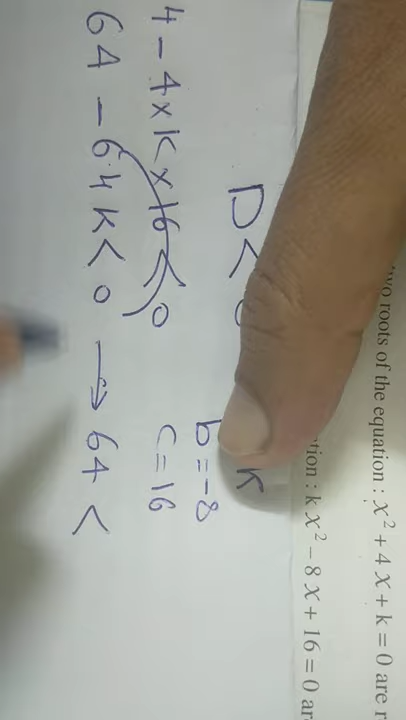 two roots of the equation : x² + 4 x + k = 0 are r
tion : k x² - 8 x + 16 = 0 ar
D <
K
b = -8
4 - 4 x K x 16 < 0
c = 16
64 - 64 K < 0 → 64 <